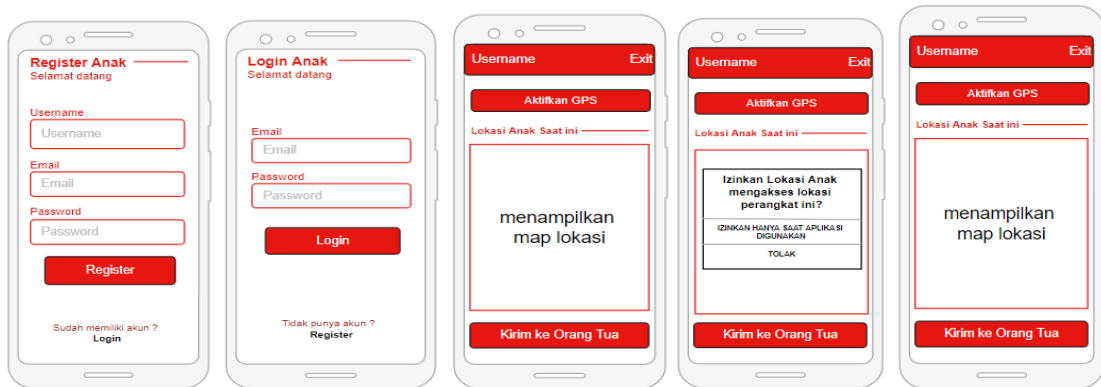 Register Anak
Selamat datang
Username
Username
Email
Email
Password
Password
Register
Sudah memiliki akun ?
Login
Login Anak
Selamat datang
Email
Email
Password
Password
Login
Tidak punya akun ?
Register
Username Exit
Aktifkan GPS
Lokasi Anak Saat ini
menampilkan
map lokasi
Kirim ke Orang Tua
Username Exit
Aktifkan GPS
Lokasi Anak Saat ini
Izinkan Lokasi Anak
mengakses lokasi
perangkat ini?
IZINKAN HANYA SAAT APLIKASI
DIGUNAKAN
TOLAK
Kirim ke Orang Tua
Username Exit
Aktifkan GPS
Lokasi Anak Saat ini
menampilkan
map lokasi
Kirim ke Orang Tua